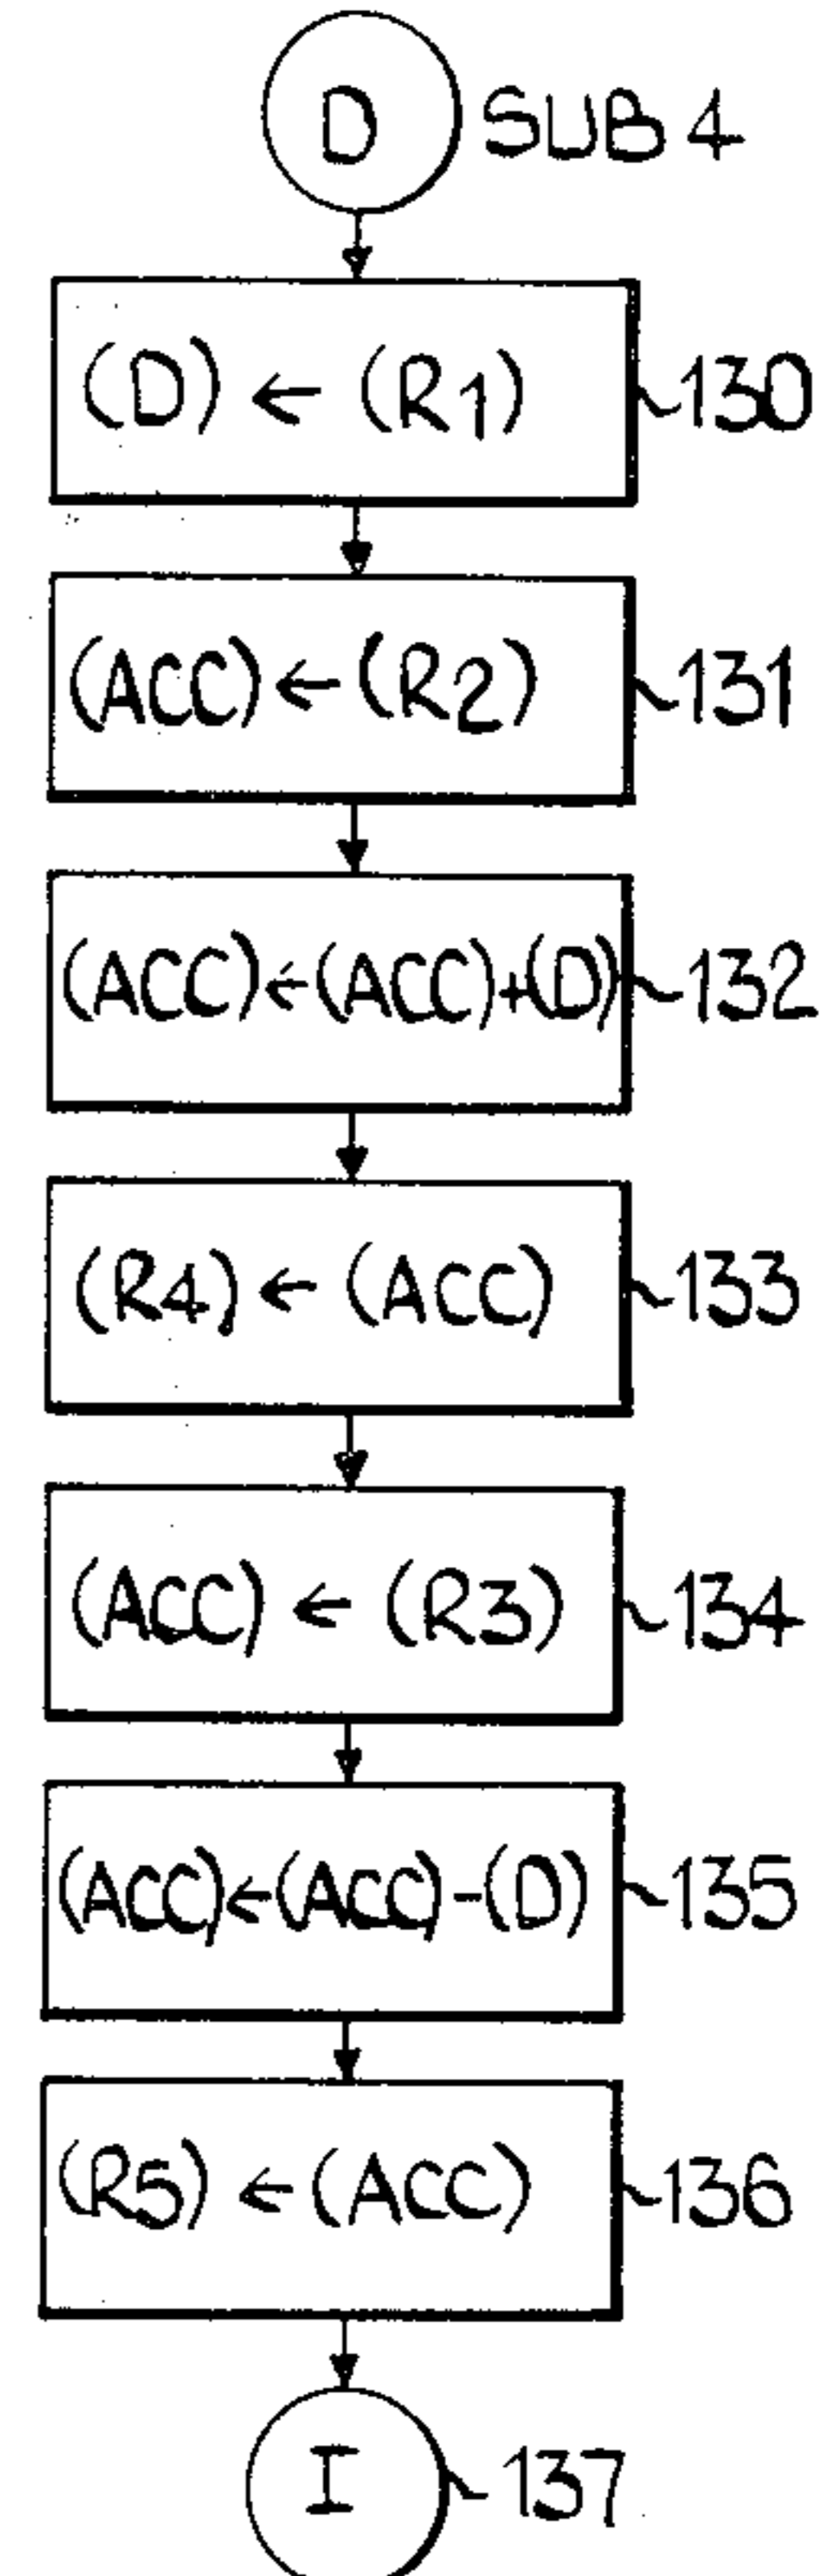 D SUB 4
(D) ← (R1) 130
(ACC) ← (R2) 131
(ACC) ← (ACC) + (D) 132
(R4) ← (ACC) 133
(ACC) ← (R3) 134
(ACC) ← (ACC) - (D) 135
(R5) ← (ACC) 136
I 137